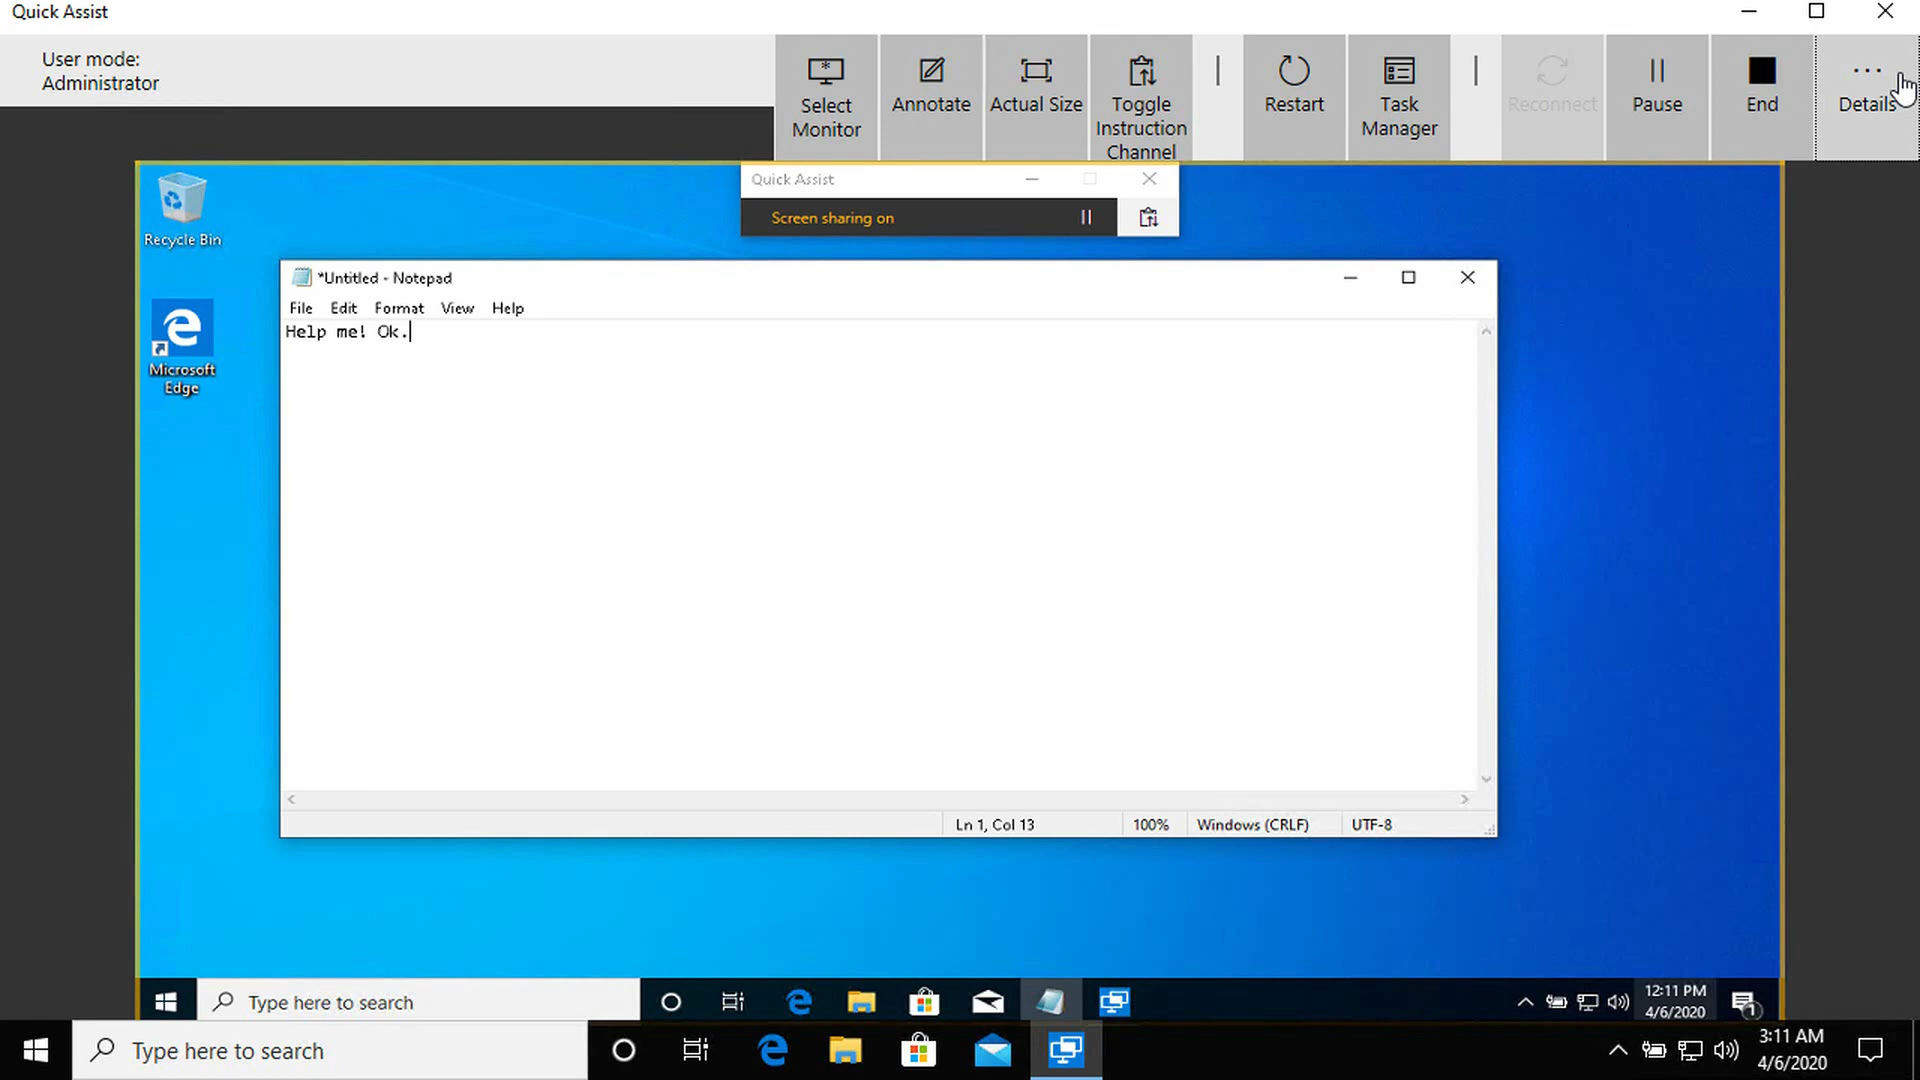 Quick Assist
User mode:
Administrator
Select
Monitor
Annotate
Actual Size
Toggle
Instruction
Channel
Restart
Task
Manager
Reconnect
Pause
End
Details
Recycle Bin
Microsoft
Edge
Quick Assist
Screen sharing on
*Untitled - Notepad
File Edit Format View Help
Help me! Ok.
Ln 1, Col 13 100% Windows (CRLF) UTF-8
Type here to search
12:11 PM
4/6/2020
1
Type here to search
3:11 AM
4/6/2020